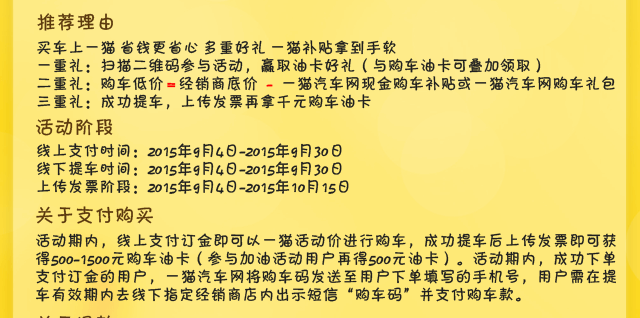 推荐理由
买车上一猫 省钱更省心 多重好礼 一猫补贴拿到手软
一重礼：扫描二维码参与活动，赢取油卡好礼（与购车油卡可叠加领取）
二重礼：购车低价=经销商底价 - 一猫汽车网现金购车补贴或一猫汽车网购车礼包
三重礼：成功提车，上传发票再拿千元购车油卡
活动阶段
线上支付时间：2015年9月4日-2015年9月30日
线下提车时间：2015年9月4日-2015年9月30日
上传发票阶段：2015年9月4日-2015年10月15日
关于支付购买
活动期内，线上支付订金即可以一猫活动价进行购车，成功提车后上传发票即可获
得500-1500元购车油卡（参与加油活动用户再得500元油卡）。活动期内，成功下单
支付订金的用户，一猫汽车网将购车码发送至用户下单填写的手机号，用户需在提
车有效期内去线下指定经销商店内出示短信“购车码”并支付购车款。